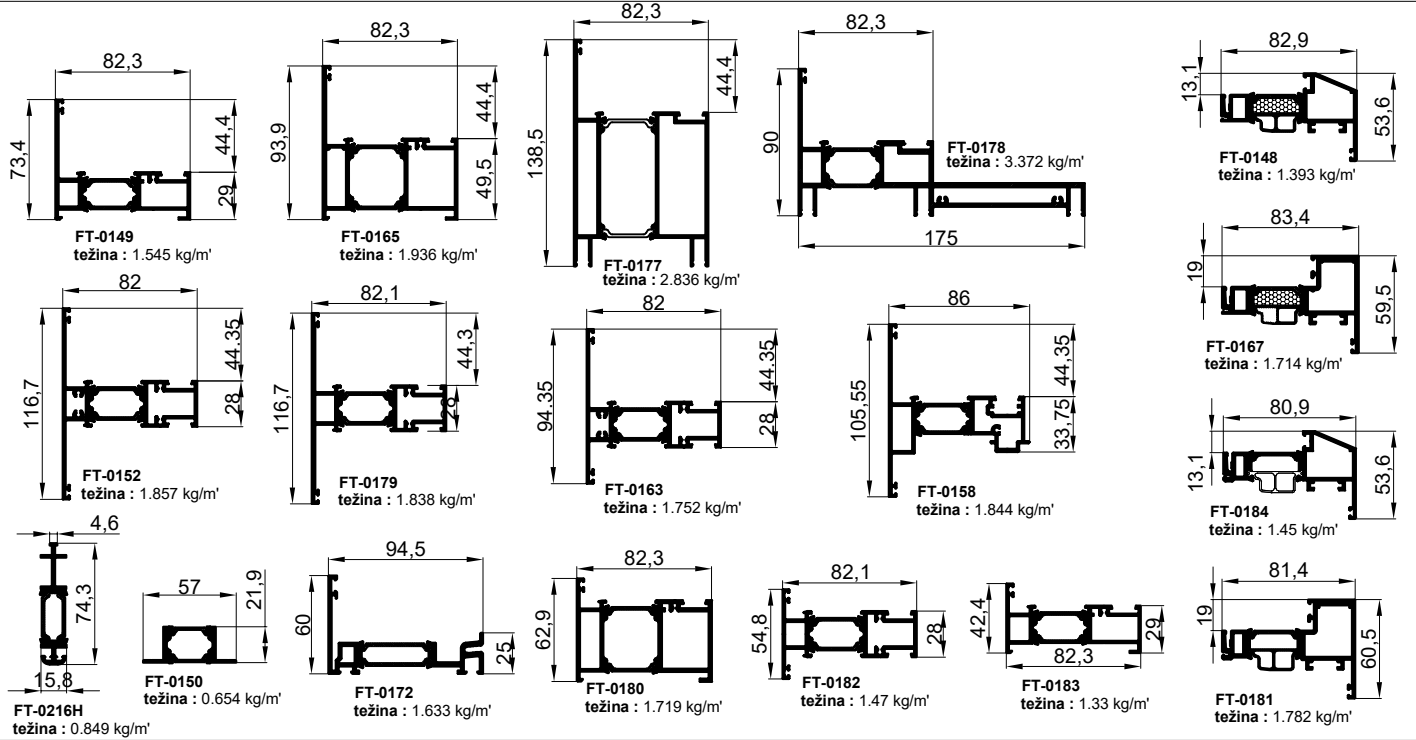 82,3
73,4
44,4
29
FT-0149
težina : 1.545 kg/m'
82,3
93,9
44,4
49,5
FT-0165
težina : 1.936 kg/m'
82,3
138,5
44,4
FT-0177
težina : 2.836 kg/m'
82,3
90
175
FT-0178
težina : 3.372 kg/m'
82,9
13,1
53,6
FT-0148
težina : 1.393 kg/m'
83,4
19
59,5
FT-0167
težina : 1.714 kg/m'
82
116,7
44.35
28
FT-0152
težina : 1.857 kg/m'
82,1
116,7
44,3
28
FT-0179
težina : 1.838 kg/m'
82
94.35
44.35
28
FT-0163
težina : 1.752 kg/m'
86
105,55
44,35
33,75
FT-0158
težina : 1.844 kg/m'
80,9
13,1
53,6
FT-0184
težina : 1.45 kg/m'
4,6
74,3
15,8
FT-0216H
težina : 0.849 kg/m'
57
21,9
FT-0150
težina : 0.654 kg/m'
94,5
60
25
FT-0172
težina : 1.633 kg/m'
82,3
62,9
FT-0180
težina : 1.719 kg/m'
82,1
54,8
28
FT-0182
težina : 1.47 kg/m'
42,4
29
82,3
FT-0183
težina : 1.33 kg/m'
81,4
19
60,5
FT-0181
težina : 1.782 kg/m'